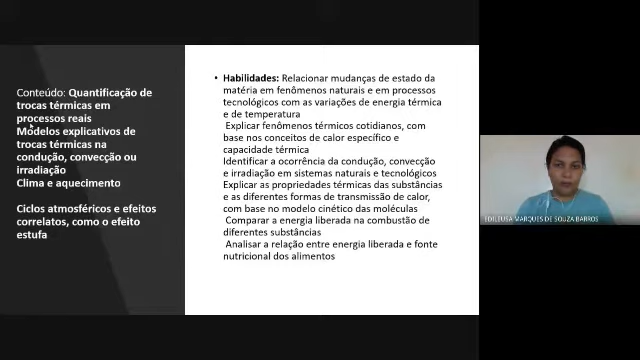 Conteúdo: Quantificação de
trocas térmicas em
processos reais
Modelos explicativos de
trocas térmicas na
condução, convecção ou
irradiação
Clima e aquecimento
Ciclos atmosféricos e efeitos
correlatos, como o efeito
estufa
• Habilidades: Relacionar mudanças de estado da
matéria em fenômenos naturais e em processos
tecnológicos com as variações de energia térmica
e de temperatura
Explicar fenômenos térmicos cotidianos, com
base nos conceitos de calor específico e
capacidade térmica
Identificar a ocorrência da condução, convecção
e irradiação em sistemas naturais e tecnológicos
Explicar as propriedades térmicas das substâncias
e as diferentes formas de transmissão de calor,
com base no modelo cinético das moléculas
Comparar a energia liberada na combustão de
diferentes substâncias
Analisar a relação entre energia liberada e fonte
nutricional dos alimentos
EDILEUSA MARQUES DE SOUZA BARROS